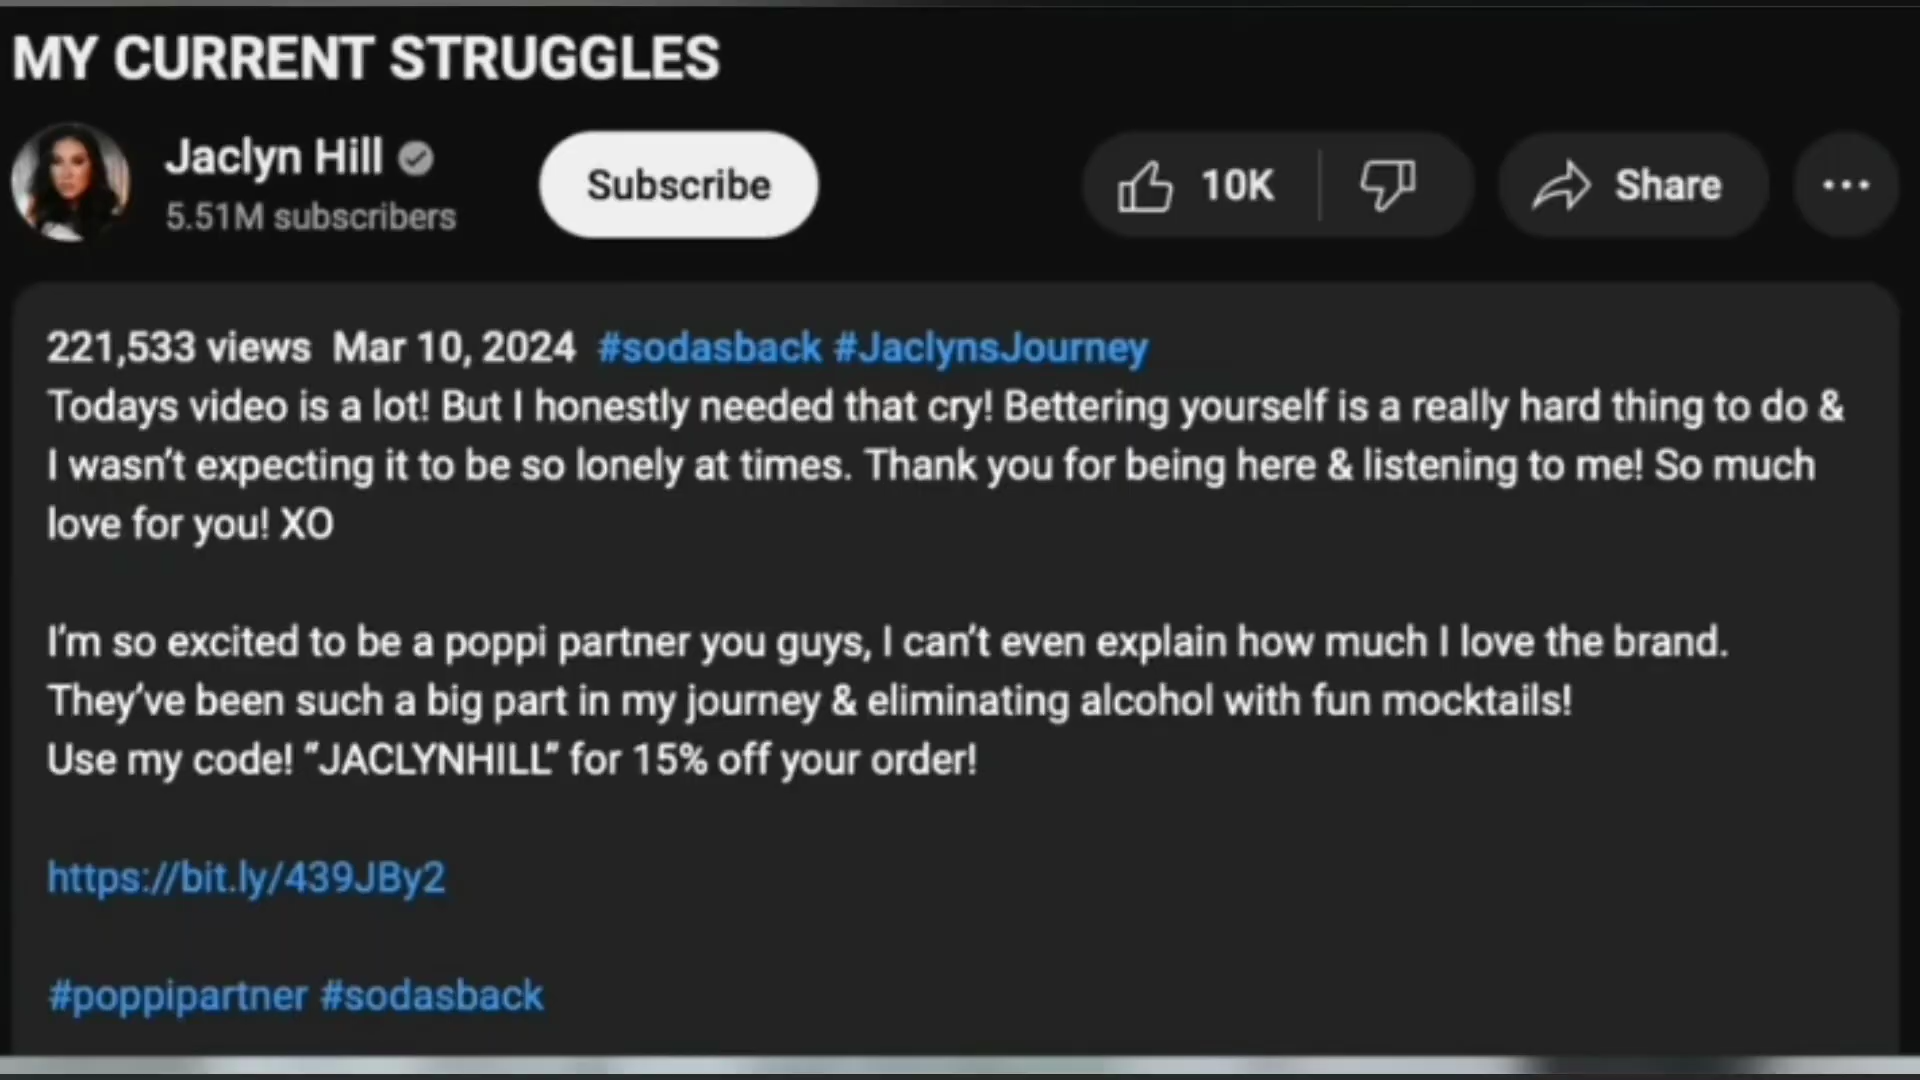 MY CURRENT STRUGGLES
Jaclyn Hill
5.51M subscribers
Subscribe
10K
Share
221,533 views Mar 10, 2024 #sodasback #JaclynsJourney
Todays video is a lot! But I honestly needed that cry! Bettering yourself is a really hard thing to do &
I wasn’t expecting it to be so lonely at times. Thank you for being here & listening to me! So much
love for you! XO
I’m so excited to be a poppi partner you guys, I can’t even explain how much I love the brand.
They’ve been such a big part in my journey & eliminating alcohol with fun mocktails!
Use my code! “JACLYNHILL” for 15% off your order!
https://bit.ly/439JBy2
#poppipartner #sodasback